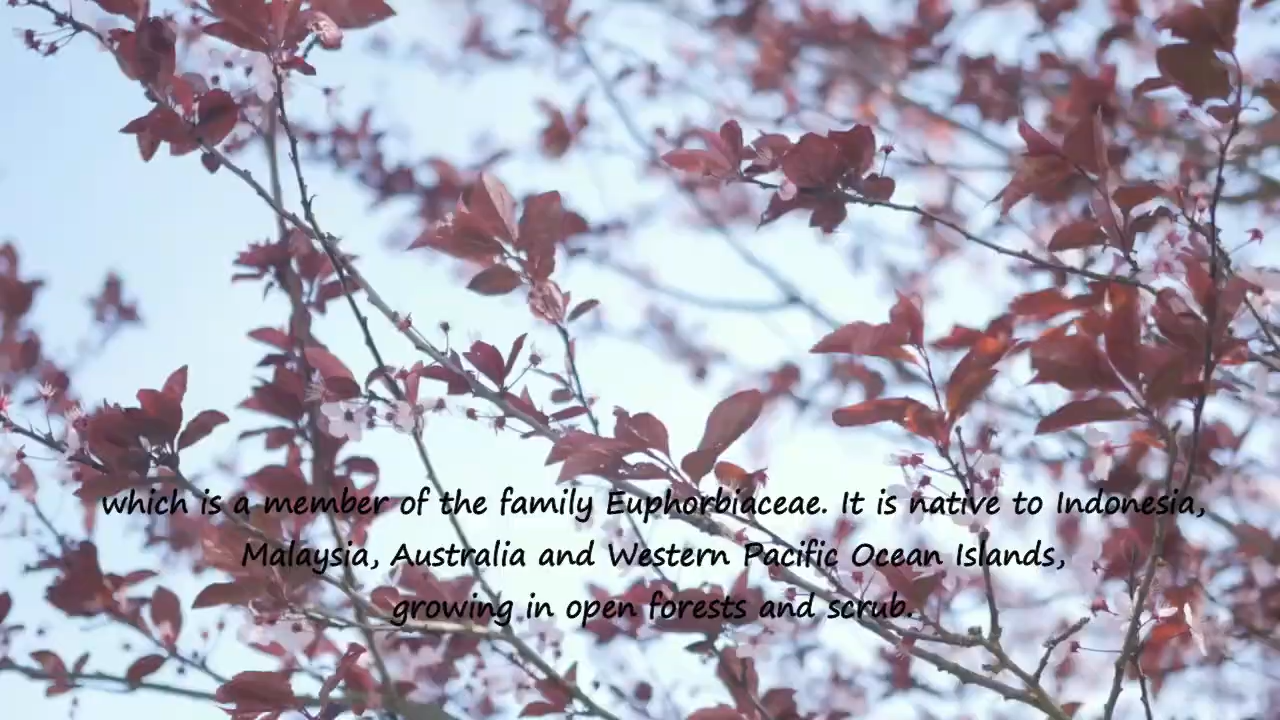 which is a member of the family Euphorbiaceae. It is native to Indonesia,
Malaysia, Australia and Western Pacific Ocean Islands,
growing in open forests and scrub.